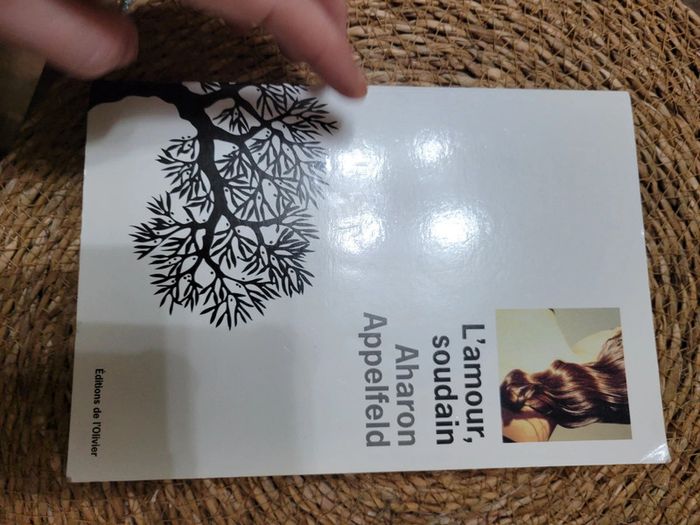 L'amour,
soudain
Aharon
Appelfeld
Éditions de l'Olivier